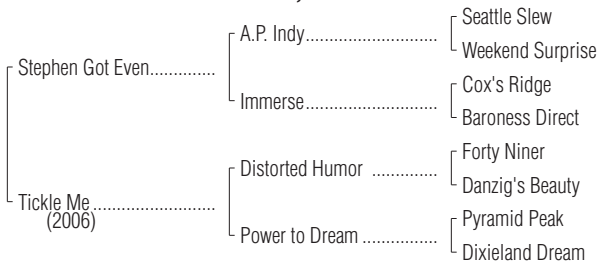 Seattle Slew
A.P. Indy..............................
Weekend Surprise
Stephen Got Even...............
Cox's Ridge
Immerse..............................
Baroness Direct
Forty Niner
Distorted Humor ...............
Danzig's Beauty
Tickle Me ............................
(2006)
Pyramid Peak
Power to Dream .................
Dixieland Dream